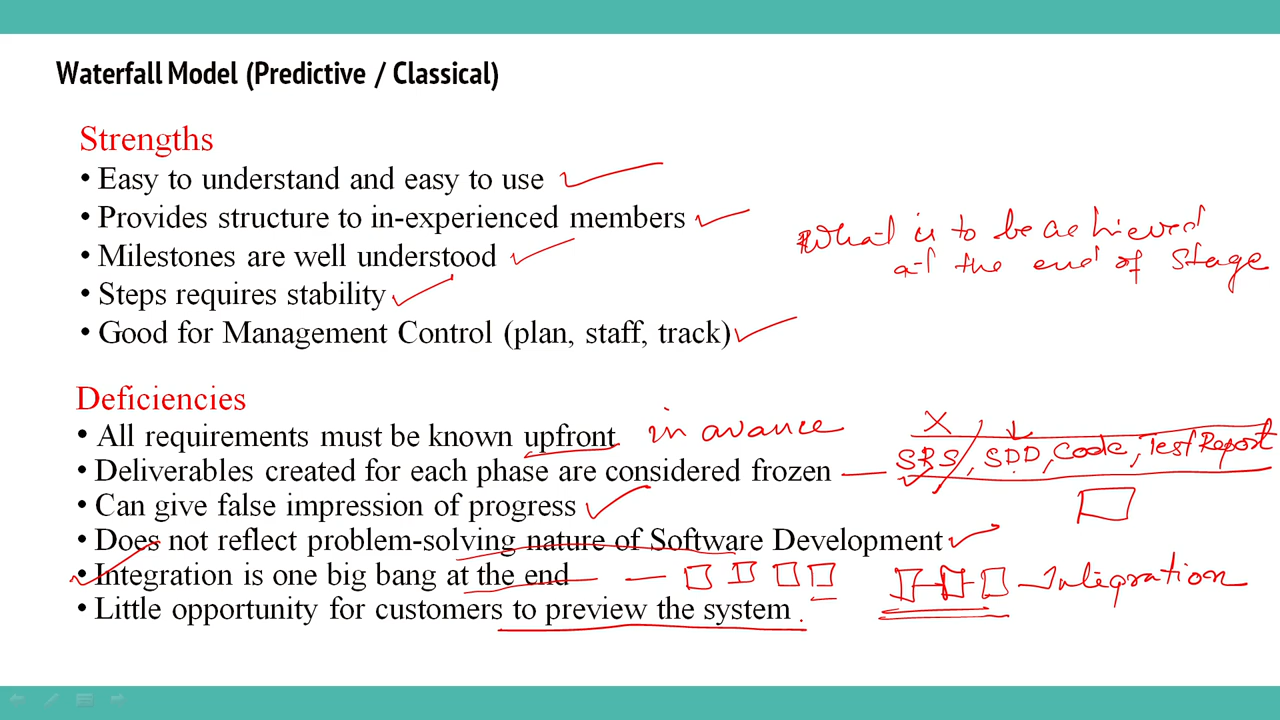 Waterfall Model (Predictive / Classical)
Strengths
• Easy to understand and easy to use
• Provides structure to in-experienced members
• Milestones are well understood
What is to be achieved
at the end of stage
• Steps requires stability
• Good for Management Control (plan, staff, track)
Deficiencies
• All requirements must be known upfront in avance
• Deliverables created for each phase are considered frozen — SRS, SDD, Code, Test Report
• Can give false impression of progress
• Does not reflect problem-solving nature of Software Development
• Integration is one big bang at the end — Integration
• Little opportunity for customers to preview the system